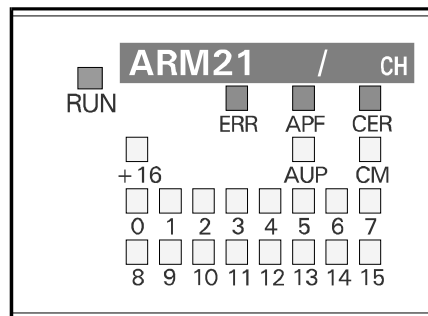 ARM21 / CH
RUN
ERR APF CER
+16 AUP CM
0 1 2 3 4 5 6 7
8 9 10 11 12 13 14 15